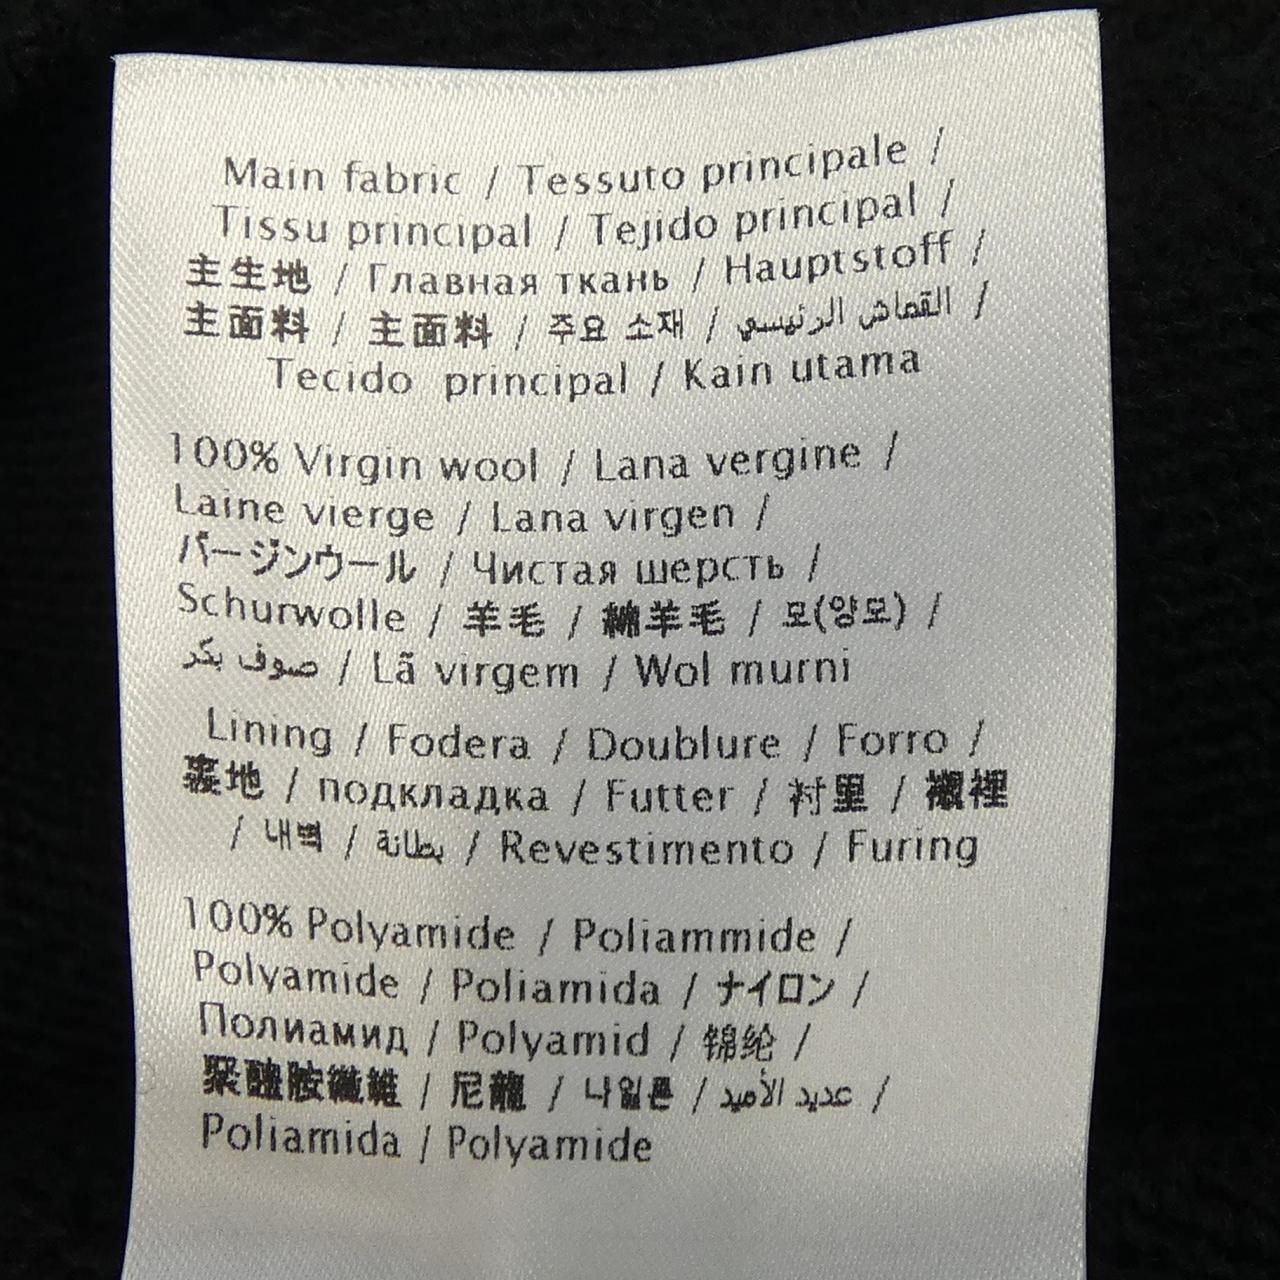 Main fabric / Tessuto principale /
Tissu principal / Tejido principal /
主生地 / Главная ткань / Hauptstoff /
主面料 / 主面料 / 주요 소재 / القماش الرئيسي /
Tecido principal / Kain utama
100% Virgin wool / Lana vergine /
Laine vierge / Lana virgen /
バージンウール / Чистая шерсть /
Schurwolle / 羊毛 / 綿羊毛 / 모(양모) /
صوف بكر / Lã virgem / Wol murni
Lining / Fodera / Doublure / Forro /
裏地 / подкладка / Futter / 衬里 / 襯裡
/ 내벽 / بطانة / Revestimento / Furing
100% Polyamide / Poliammide /
Polyamide / Poliamida / ナイロン /
Полиамид / Polyamid / 锦纶 /
聚醯胺纖維 / 尼龍 / 나일론 / عديد الأميد /
Poliamida / Polyamide